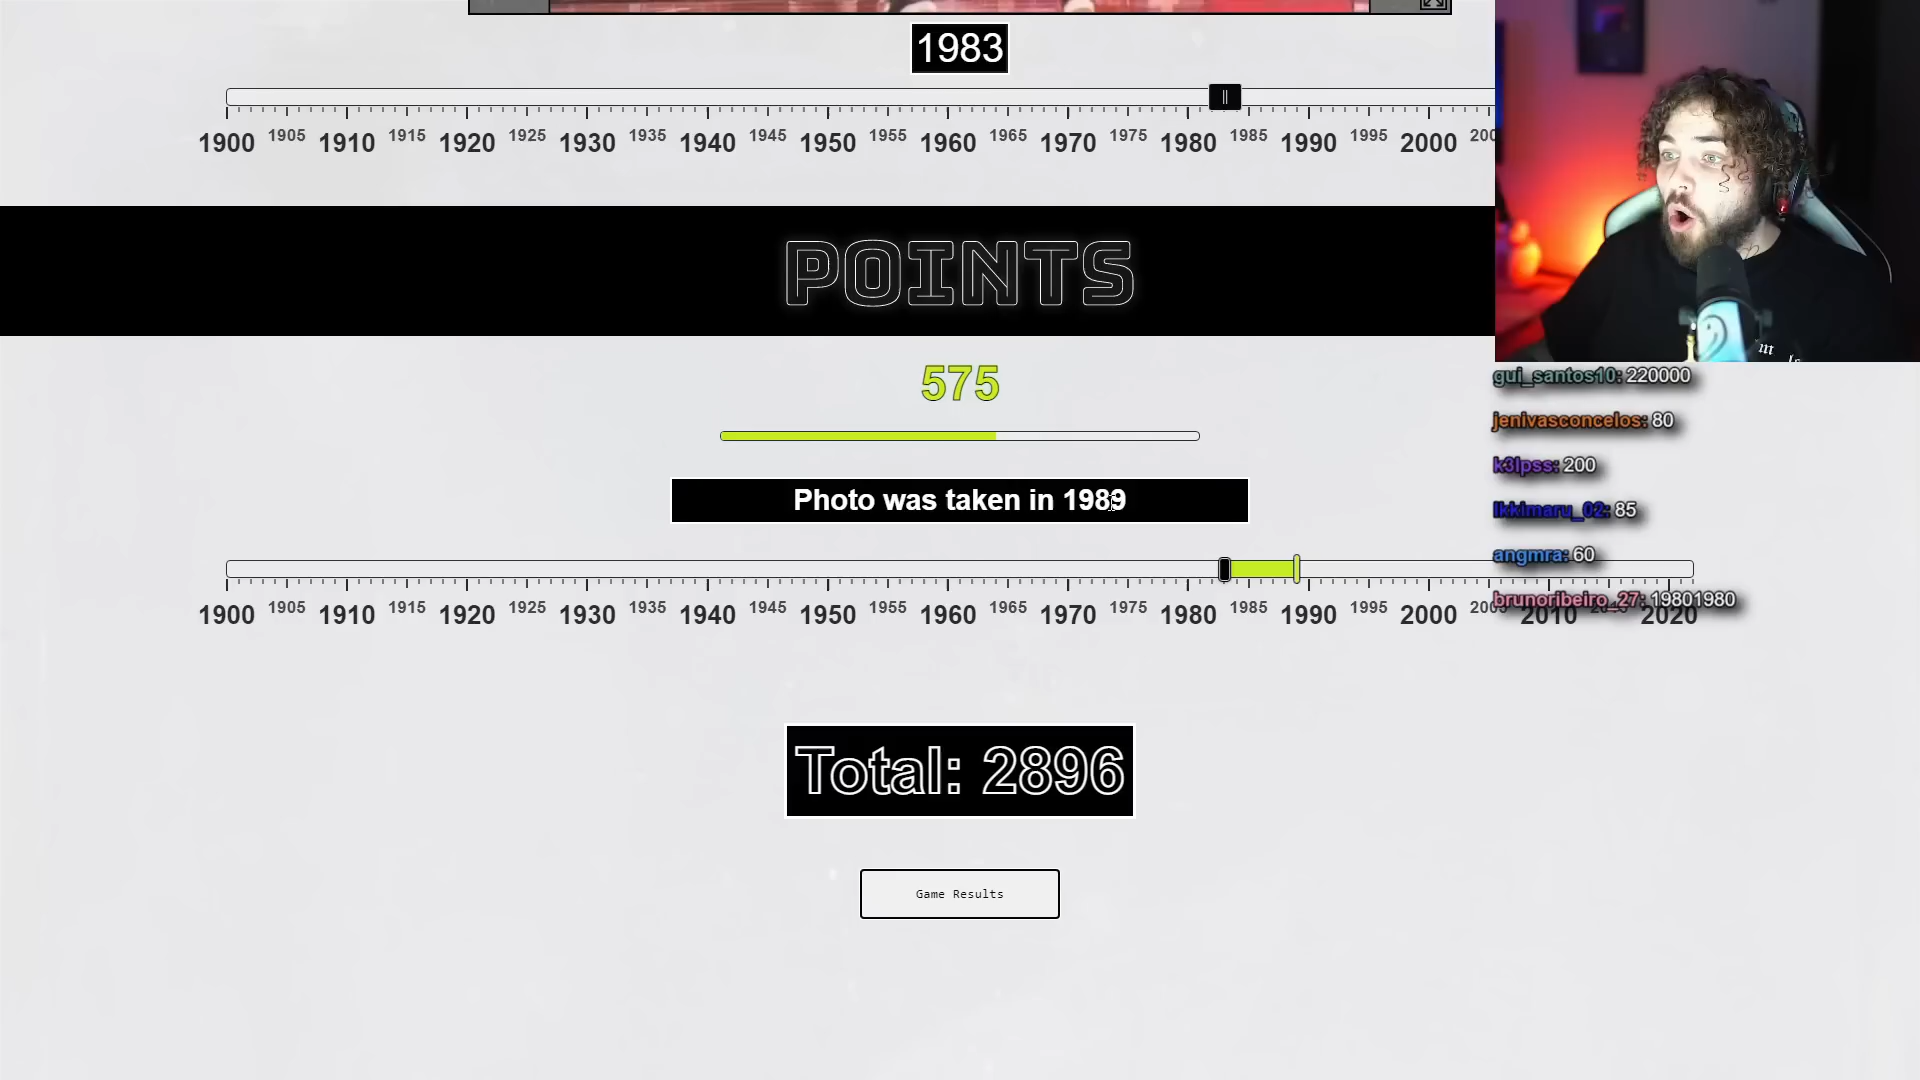 1983
1900 1905 1910 1915 1920 1925 1930 1935 1940 1945 1950 1955 1960 1965 1970 1975 1980 1985 1990 1995 2000 200
POINTS
575
Photo was taken in 1989
1900 1905 1910 1915 1920 1925 1930 1935 1940 1945 1950 1955 1960 1965 1970 1975 1980 1985 1990 1995 2000 2005 2010 2020
Total: 2896
Game Results
gui_santos10: 220000
jenivasconcelos: 80
k3lpss: 200
Ikkimaru_02: 85
angmra: 60
brunoribeiro_27: 19801980